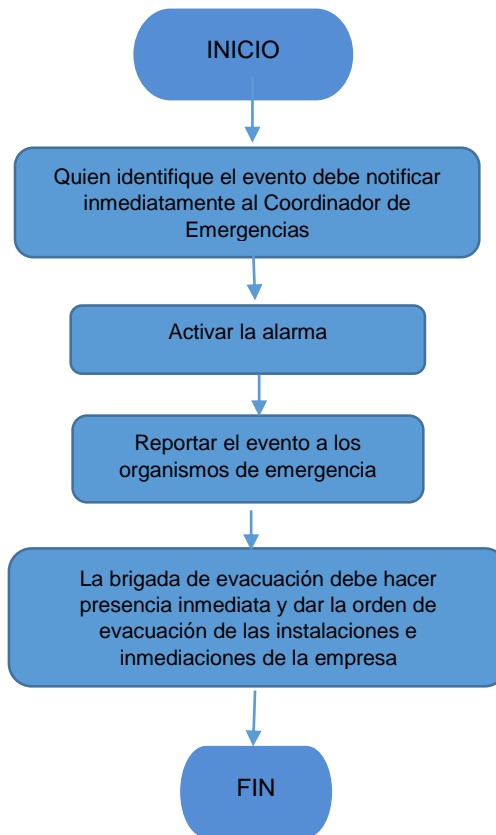 INICIO
Quien identifique el evento debe notificar
inmediatamente al Coordinador de
Emergencias
Activar la alarma
Reportar el evento a los
organismos de emergencia
La brigada de evacuación debe hacer
presencia inmediata y dar la orden de
evacuación de las instalaciones e
inmediaciones de la empresa
FIN